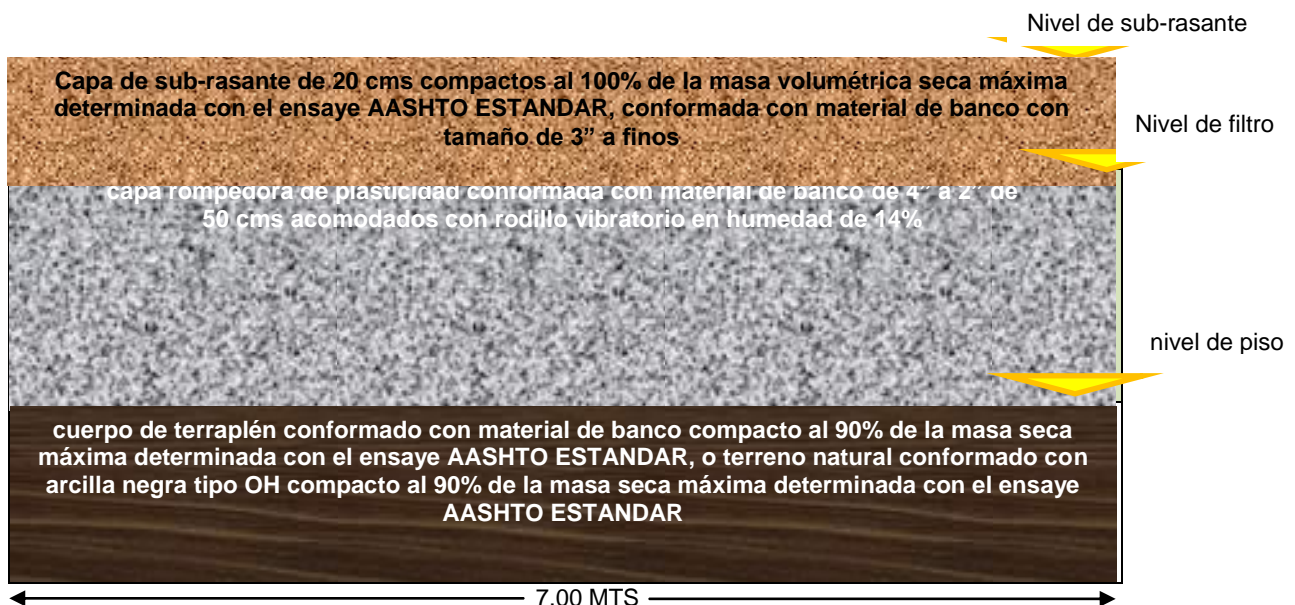 Nivel de sub-rasante
Capa de sub-rasante de 20 cms compactos al 100% de la masa volumétrica seca máxima
determinada con el ensaye AASHTO ESTANDAR, conformada con material de banco con
tamaño de 3” a finos
Nivel de filtro
capa rompedora de plasticidad conformada con material de banco de 4” a 2” de
50 cms acomodados con rodillo vibratorio en humedad de 14%
nivel de piso
cuerpo de terraplén conformado con material de banco compacto al 90% de la masa seca
máxima determinada con el ensaye AASHTO ESTANDAR, o terreno natural conformado con
arcilla negra tipo OH compacto al 90% de la masa seca máxima determinada con el ensaye
AASHTO ESTANDAR
7.00 MTS